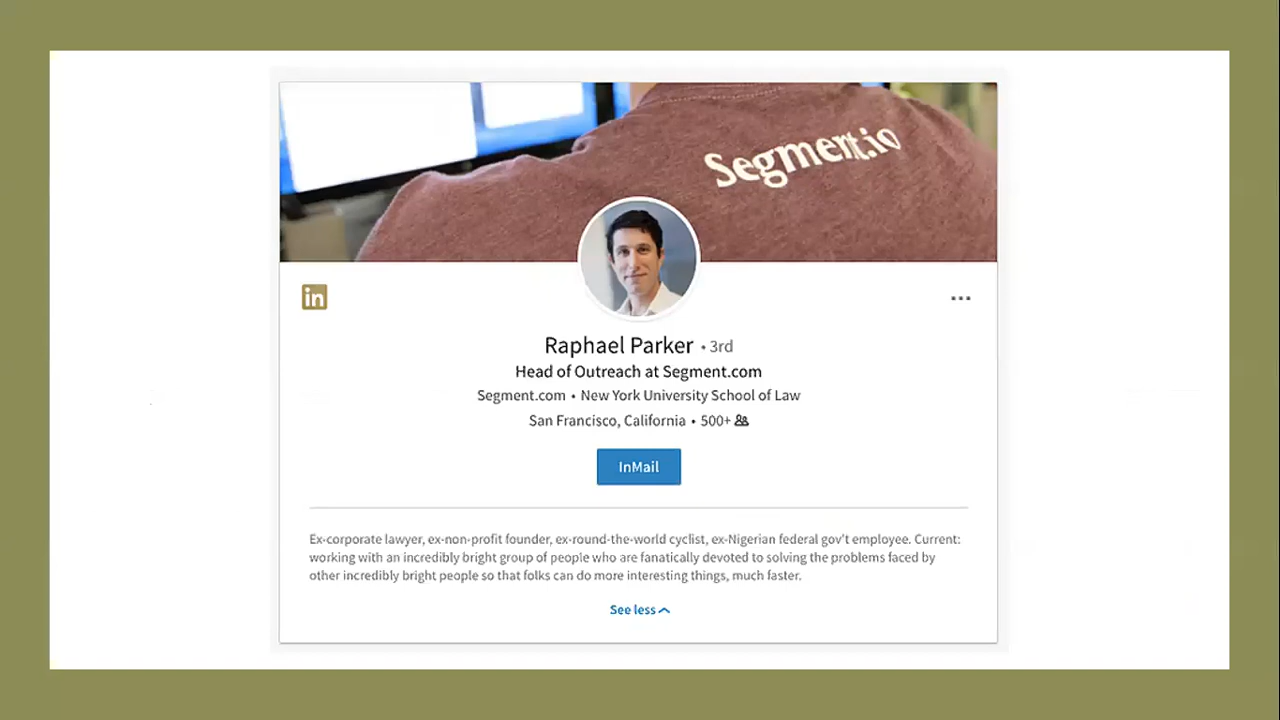 Segment.io
in
Raphael Parker • 3rd
Head of Outreach at Segment.com
Segment.com • New York University School of Law
San Francisco, California • 500+
InMail
Ex-corporate lawyer, ex-non-profit founder, ex-round-the-world cyclist, ex-Nigerian federal gov't employee. Current:
working with an incredibly bright group of people who are fanatically devoted to solving the problems faced by
other incredibly bright people so that folks can do more interesting things, much faster.
See less